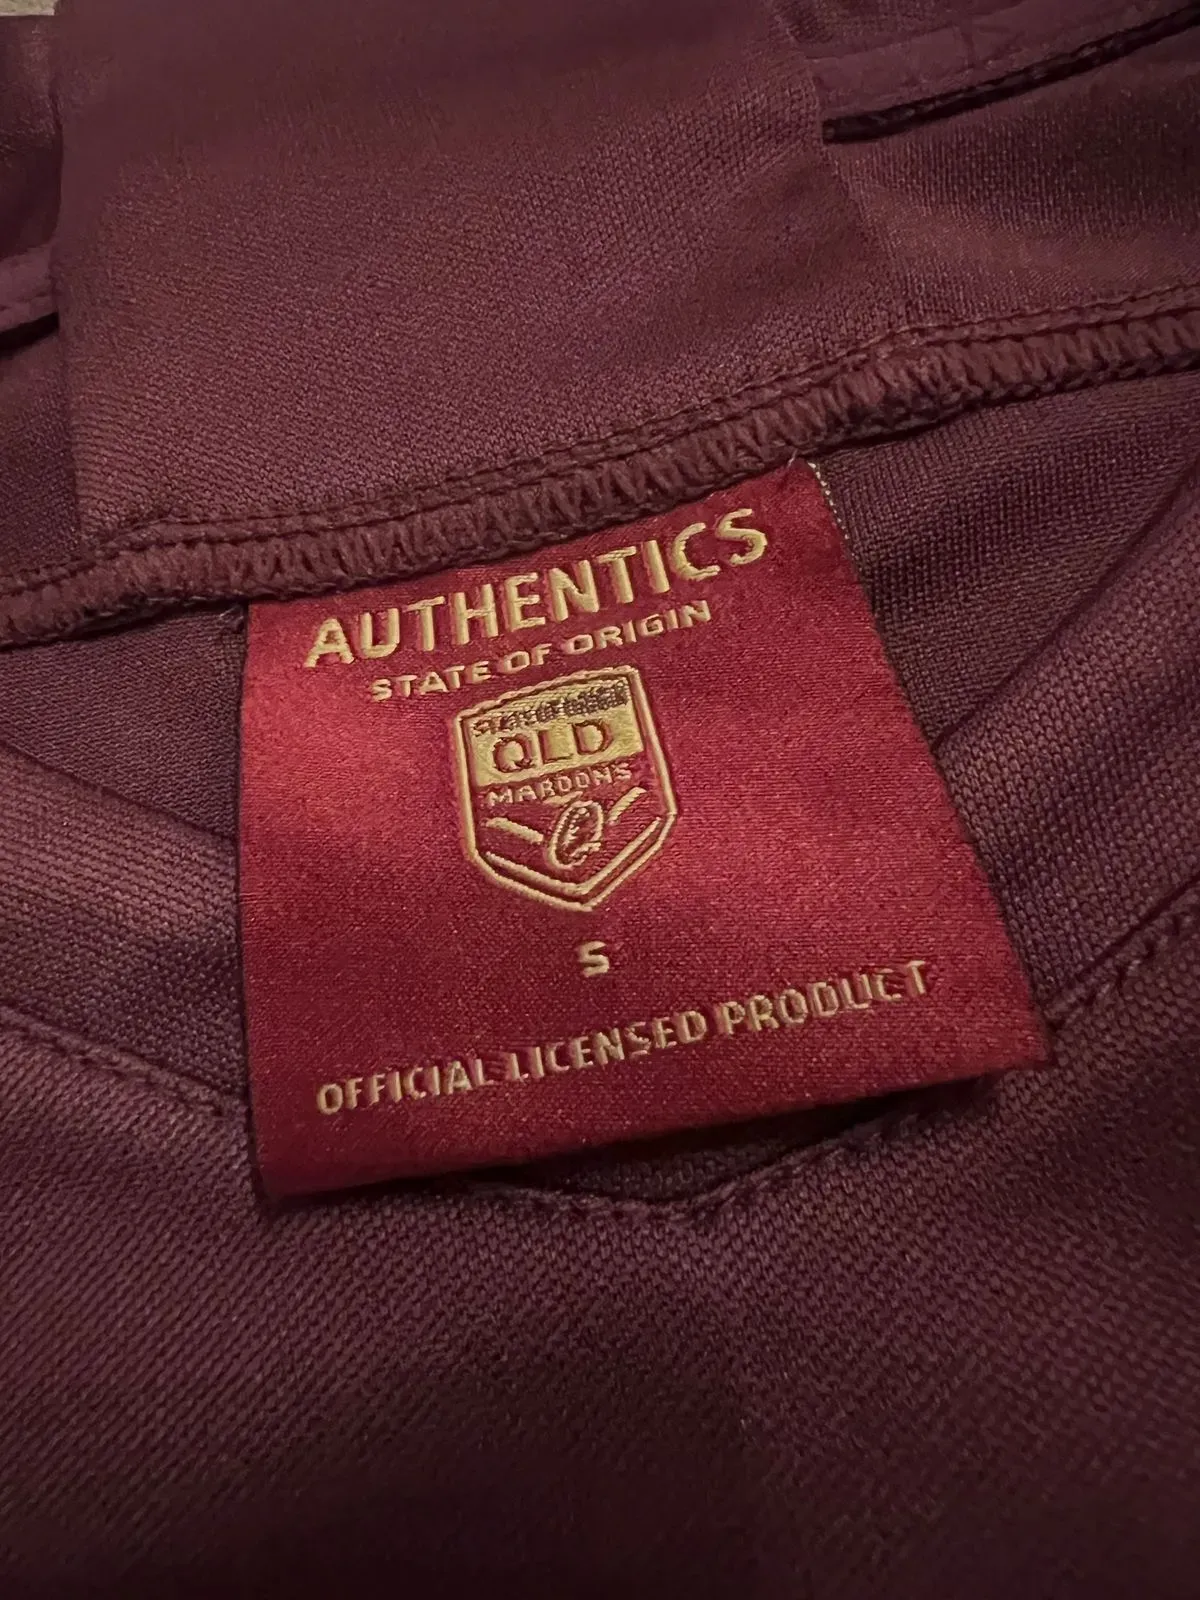 AUTHENTICS
STATE OF ORIGIN
QLD
MAROONS
S
OFFICIAL LICENSED PRODUCT